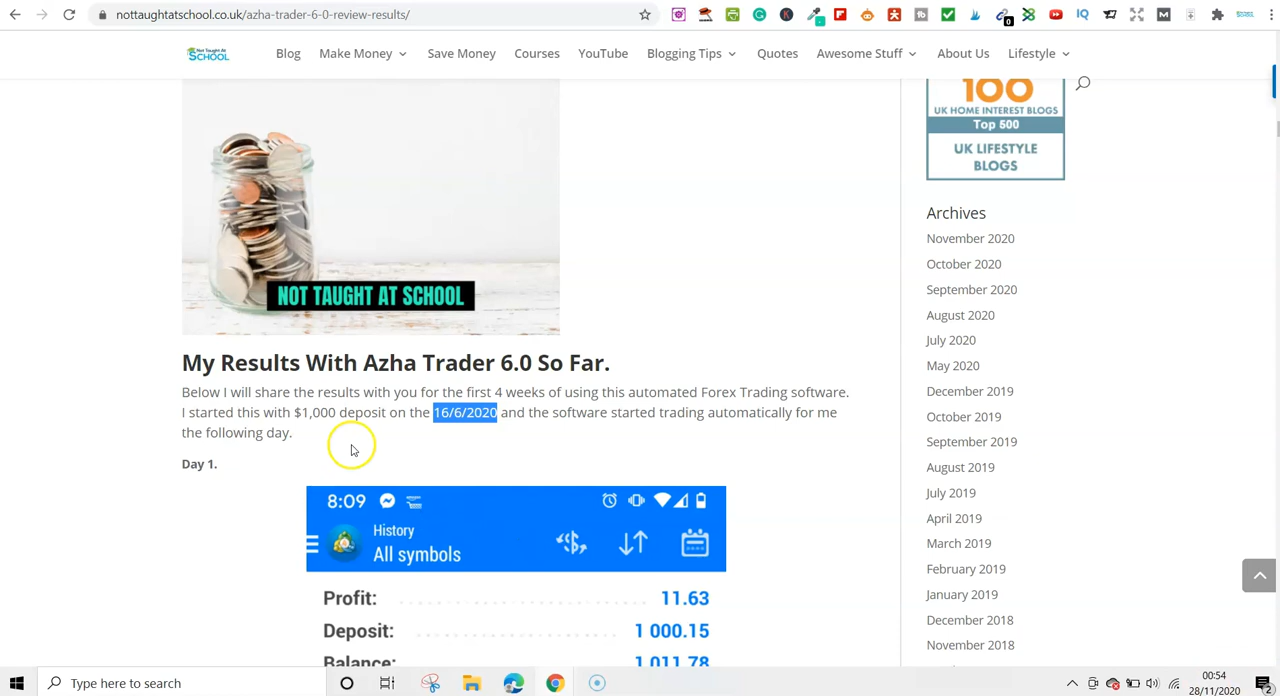 nottaughtatschool.co.uk/azha-trader-6-0-review-results/
Not Taught At
SCHOOL
Blog
Make Money
Save Money
Courses
YouTube
Blogging Tips
Quotes
Awesome Stuff
About Us
Lifestyle
NOT TAUGHT AT SCHOOL
My Results With Azha Trader 6.0 So Far.
Below I will share the results with you for the first 4 weeks of using this automated Forex Trading software.
I started this with $1,000 deposit on the 16/6/2020 and the software started trading automatically for me
the following day.
Day 1.
8:09
History
All symbols
Profit: 11.63
Deposit: 1 000.15
Balance: 1 011.78
100
UK HOME INTEREST BLOGS
Top 500
UK LIFESTYLE
BLOGS
Archives
November 2020
October 2020
September 2020
August 2020
July 2020
May 2020
December 2019
October 2019
September 2019
August 2019
July 2019
April 2019
March 2019
February 2019
January 2019
December 2018
November 2018
Type here to search
00:54
28/11/2020